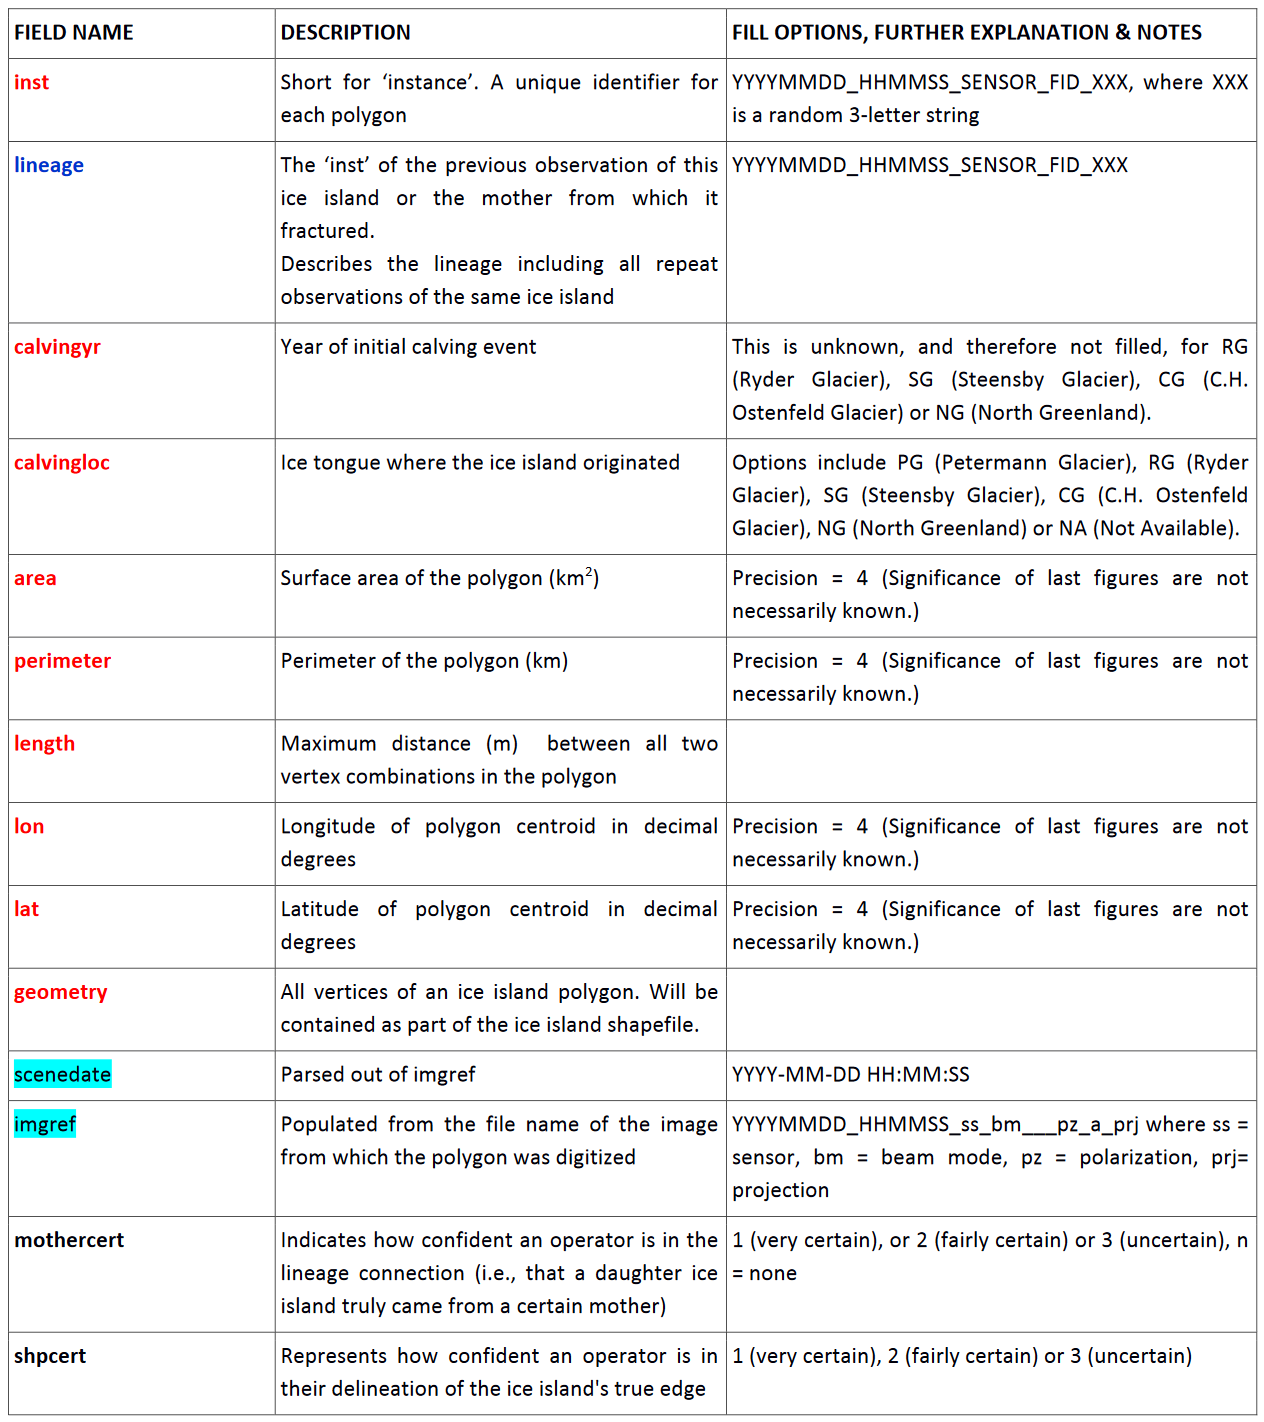 FIELD NAME
DESCRIPTION
FILL OPTIONS, FURTHER EXPLANATION & NOTES
inst
Short for ‘instance’. A unique identifier for
each polygon
YYYYMMDD_HHMMSS_SENSOR_FID_XXX, where XXX
is a random 3-letter string
lineage
The ‘inst’ of the previous observation of this
ice island or the mother from which it
fractured.
Describes the lineage including all repeat
observations of the same ice island
YYYYMMDD_HHMMSS_SENSOR_FID_XXX
calvingyr
Year of initial calving event
This is unknown, and therefore not filled, for RG
(Ryder Glacier), SG (Steensby Glacier), CG (C.H.
Ostenfeld Glacier) or NG (North Greenland).
calvingloc
Ice tongue where the ice island originated
Options include PG (Petermann Glacier), RG (Ryder
Glacier), SG (Steensby Glacier), CG (C.H. Ostenfeld
Glacier), NG (North Greenland) or NA (Not Available).
area
Surface area of the polygon (km²)
Precision = 4 (Significance of last figures are not
necessarily known.)
perimeter
Perimeter of the polygon (km)
Precision = 4 (Significance of last figures are not
necessarily known.)
length
Maximum distance (m) between all two
vertex combinations in the polygon
lon
Longitude of polygon centroid in decimal
degrees
Precision = 4 (Significance of last figures are not
necessarily known.)
lat
Latitude of polygon centroid in decimal
degrees
Precision = 4 (Significance of last figures are not
necessarily known.)
geometry
All vertices of an ice island polygon. Will be
contained as part of the ice island shapefile.
scenedate
Parsed out of imgref
YYYY-MM-DD HH:MM:SS
imgref
Populated from the file name of the image
from which the polygon was digitized
YYYYMMDD_HHMMSS_ss_bm___pz_a_prj where ss =
sensor, bm = beam mode, pz = polarization, prj=
projection
mothercert
Indicates how confident an operator is in the
lineage connection (i.e., that a daughter ice
island truly came from a certain mother)
1 (very certain), or 2 (fairly certain) or 3 (uncertain), n
= none
shpcert
Represents how confident an operator is in
their delineation of the ice island's true edge
1 (very certain), 2 (fairly certain) or 3 (uncertain)